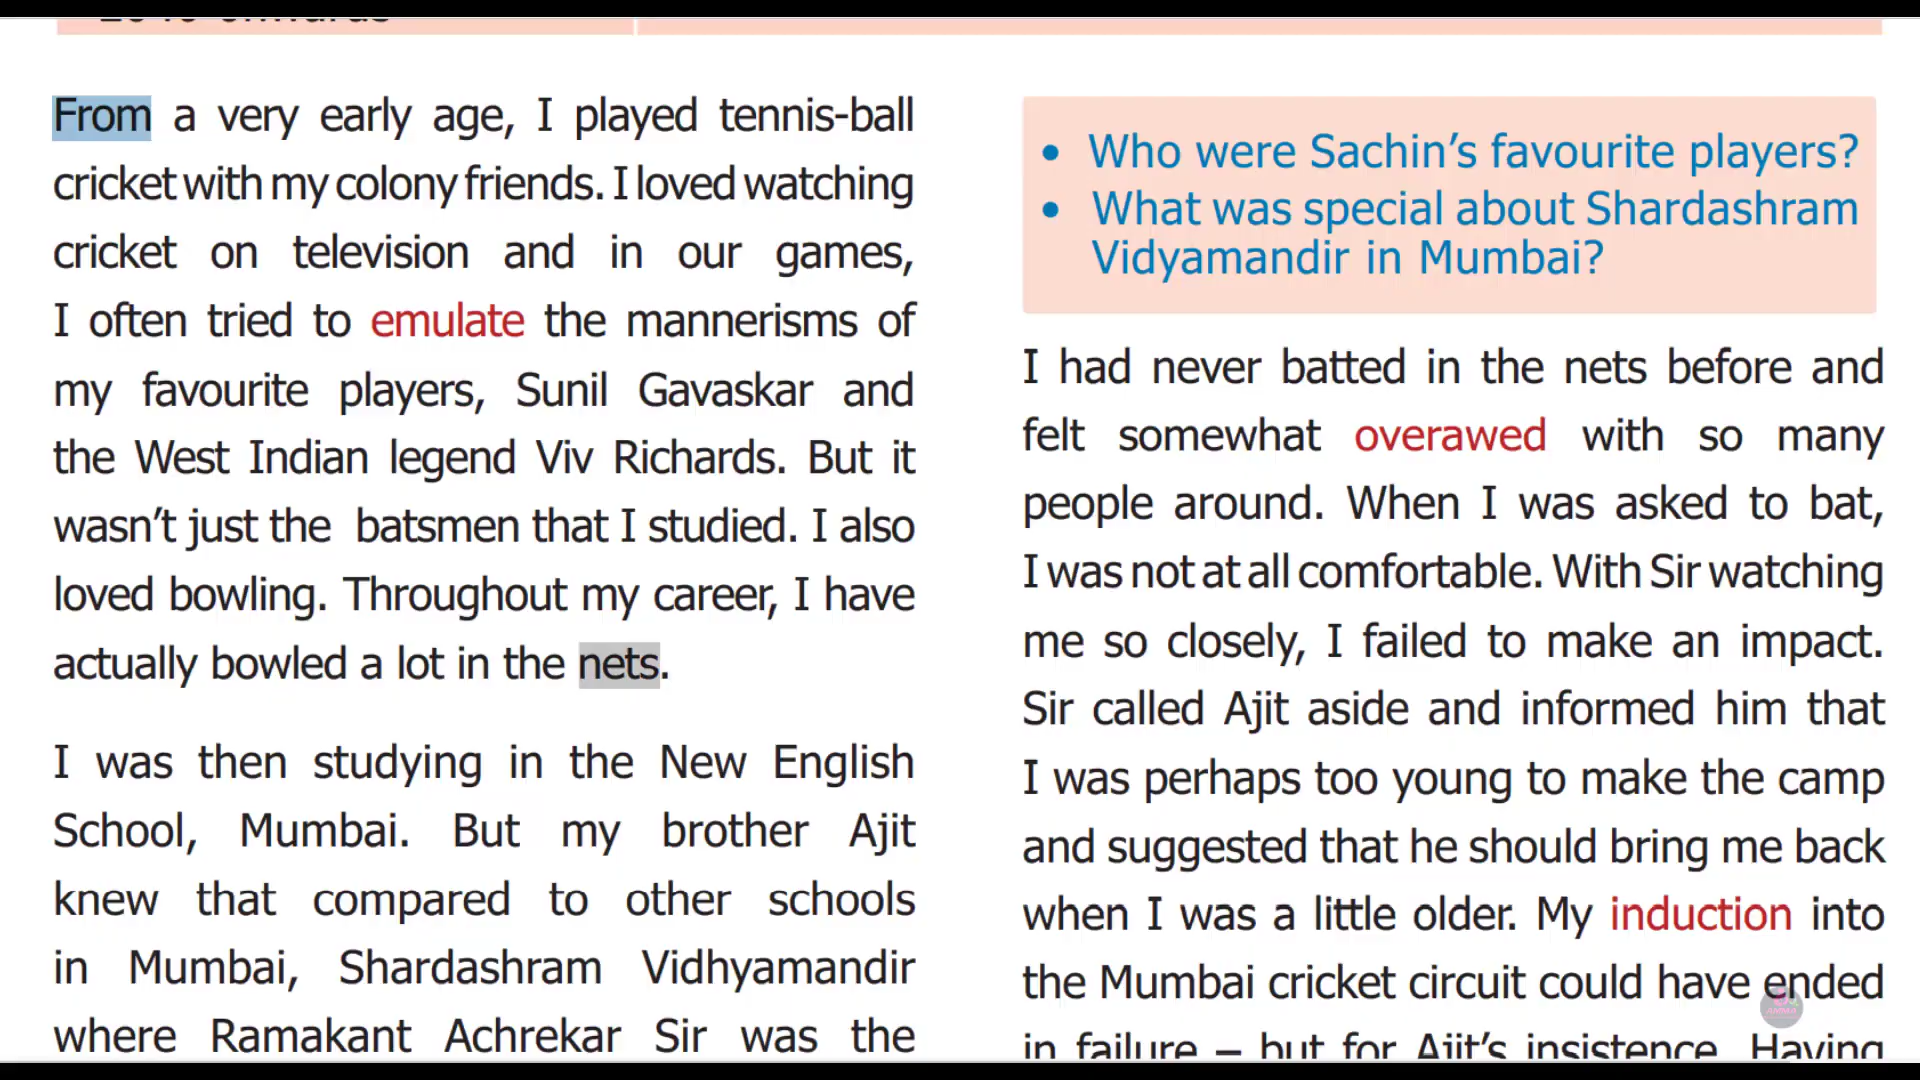 2010 onwards
From a very early age, I played tennis-ball
cricket with my colony friends. I loved watching
cricket on television and in our games,
I often tried to emulate the mannerisms of
my favourite players, Sunil Gavaskar and
the West Indian legend Viv Richards. But it
wasn't just the batsmen that I studied. I also
loved bowling. Throughout my career, I have
actually bowled a lot in the nets.
I was then studying in the New English
School, Mumbai. But my brother Ajit
knew that compared to other schools
in Mumbai, Shardashram Vidhyamandir
where Ramakant Achrekar Sir was the
• Who were Sachin's favourite players?
• What was special about Shardashram
Vidyamandir in Mumbai?
I had never batted in the nets before and
felt somewhat overawed with so many
people around. When I was asked to bat,
I was not at all comfortable. With Sir watching
me so closely, I failed to make an impact.
Sir called Ajit aside and informed him that
I was perhaps too young to make the camp
and suggested that he should bring me back
when I was a little older. My induction into
the Mumbai cricket circuit could have ended
in failure – but for Ajit's insistence. Having